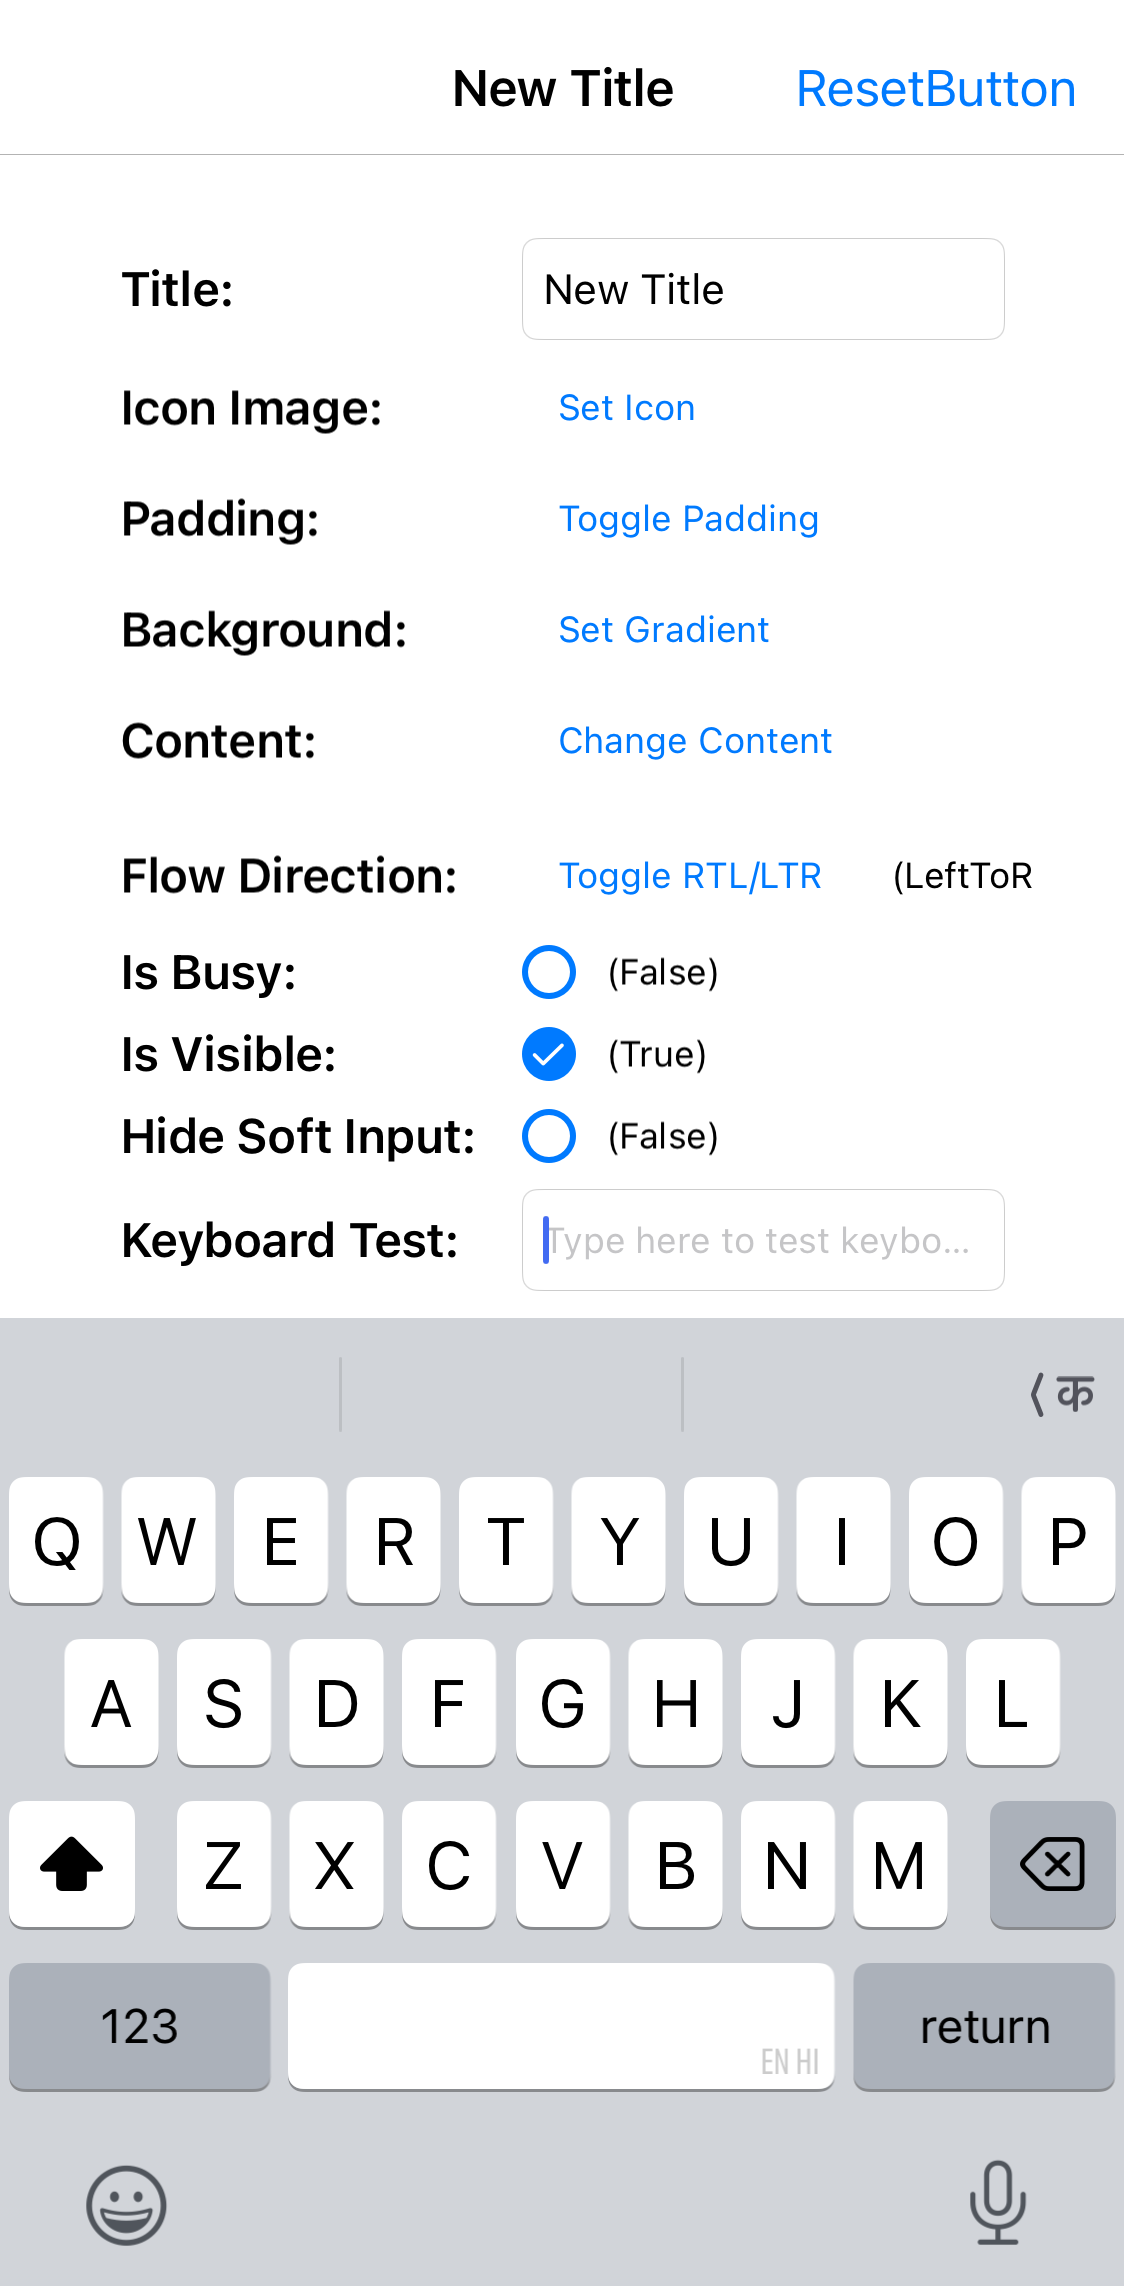 New Title ResetButton
Title: New Title
Icon Image: Set Icon
Padding: Toggle Padding
Background: Set Gradient
Content: Change Content
Flow Direction: Toggle RTL/LTR (LeftToR
Is Busy: (False)
Is Visible: (True)
Hide Soft Input: (False)
Keyboard Test: Type here to test keybo...
क
Q W E R T Y U I O P
A S D F G H J K L
Z X C V B N M
123 EN HI return